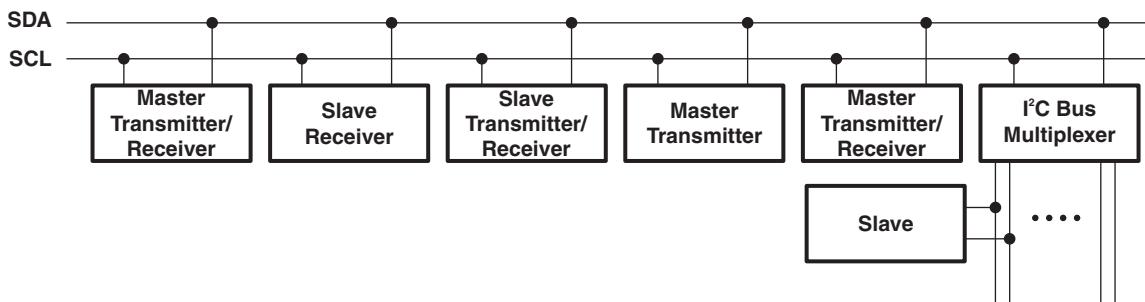 SDA
SCL
Master
Transmitter/
Receiver
Slave
Receiver
Slave
Transmitter/
Receiver
Master
Transmitter
Master
Transmitter/
Receiver
I²C Bus
Multiplexer
Slave